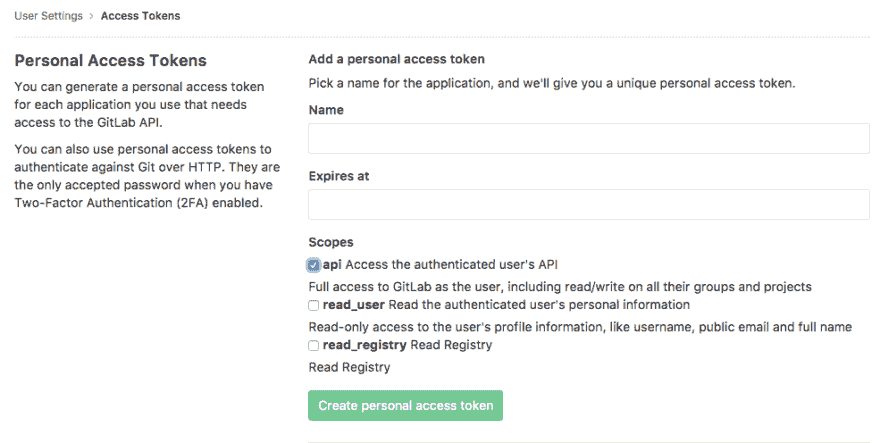 User Settings > Access Tokens
Personal Access Tokens
You can generate a personal access token
for each application you use that needs
access to the GitLab API.
You can also use personal access tokens to
authenticate against Git over HTTP. They are
the only accepted password when you have
Two-Factor Authentication (2FA) enabled.
Add a personal access token
Pick a name for the application, and we'll give you a unique personal access token.
Name
Expires at
Scopes
api Access the authenticated user's API
Full access to GitLab as the user, including read/write on all their groups and projects
read_user Read the authenticated user's personal information
Read-only access to the user's profile information, like username, public email and full name
read_registry Read Registry
Read Registry
Create personal access token